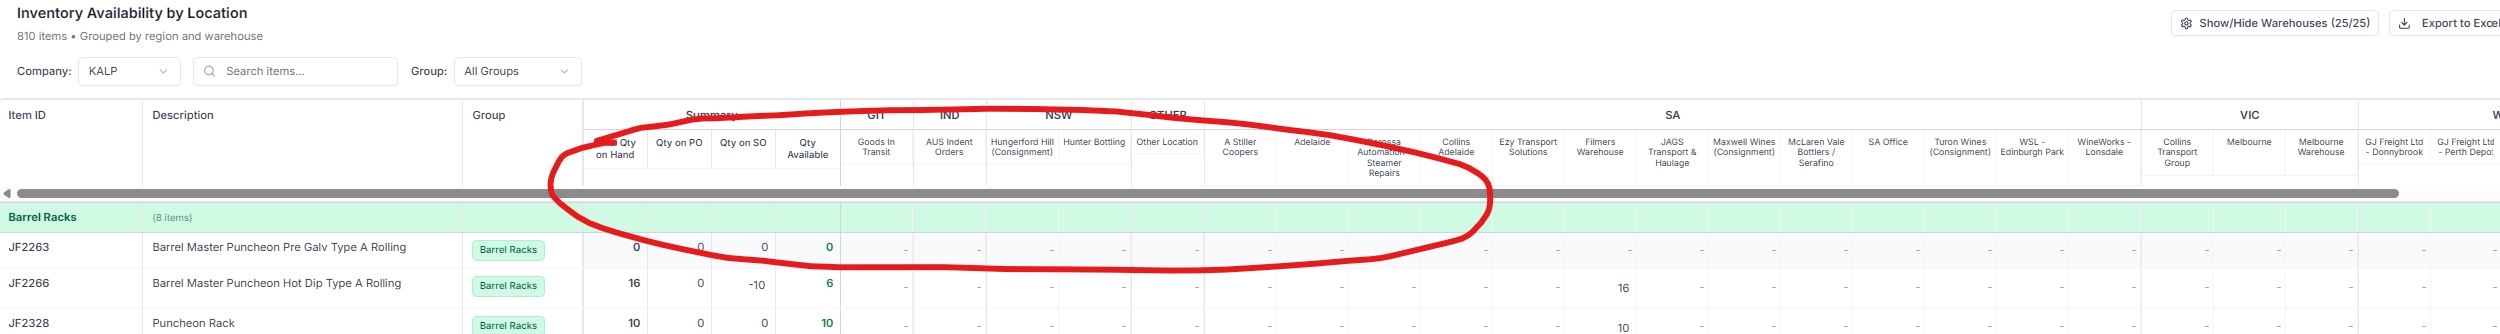 Inventory Availability by Location
810 items • Grouped by region and warehouse
Show/Hide Warehouses (25/25) Export to Excel
Company: KALP Search items... Group: All Groups
Item ID Description Group Summary GIT IND NSW OTHER SA VIC
Qty on Hand Qty on PO Qty on SO Qty Available Goods In Transit AUS Indent Orders Hungerford Hill (Consignment) Hunter Bottling Other Location A Stiller Coopers Adelaide Automation Steamer Repairs Collins Adelaide Ezy Transport Solutions Filmers Warehouse JAGS Transport & Haulage Maxwell Wines (Consignment) McLaren Vale Bottlers / Serafino SA Office Turon Wines (Consignment) WSL - Edinburgh Park WineWorks - Lonsdale Collins Transport Group Melbourne Melbourne Warehouse GJ Freight Ltd - Donnybrook GJ Freight Ltd - Perth Depot
Barrel Racks (8 items)
JF2263 Barrel Master Puncheon Pre Galv Type A Rolling Barrel Racks 0 0 0 0 - - - - - - - - - - - - - - - - - - - - - - -
JF2266 Barrel Master Puncheon Hot Dip Type A Rolling Barrel Racks 16 0 -10 6 - - - - - - - - - - 16 - - - - - - - - - - - -
JF2328 Puncheon Rack Barrel Racks 10 0 0 10 - - - - - - - - - - 10 - - - - - - - - - - - -